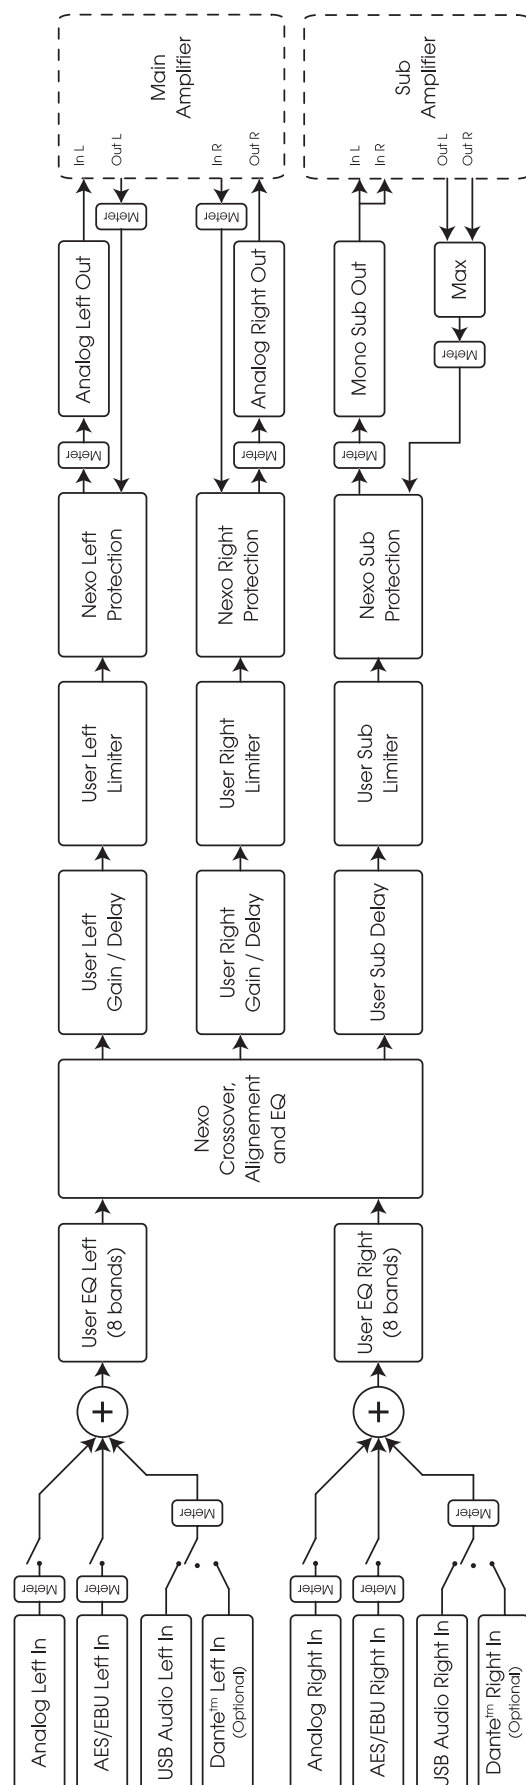 Analog Left In
Meter
AES/EBU Left In
Meter
USB Audio Left In
Dante™ Left In
(Optional)
Meter
Analog Right In
Meter
AES/EBU Right In
Meter
USB Audio Right In
Dante™ Right In
(Optional)
Meter
+
+
User EQ Left
(8 bands)
User EQ Right
(8 bands)
Nexo
Crossover,
Alignement
and EQ
User Left
Gain / Delay
User Right
Gain / Delay
User Sub Delay
User Left
Limiter
User Right
Limiter
User Sub
Limiter
Nexo Left
Protection
Nexo Right
Protection
Nexo Sub
Protection
Meter
Meter
Meter
Analog Left Out
Analog Right Out
Mono Sub Out
Meter
Meter
Meter
Max
In L
Out L
In R
Out R
Main
Amplifier
In L
In R
Out L
Out R
Sub
Amplifier